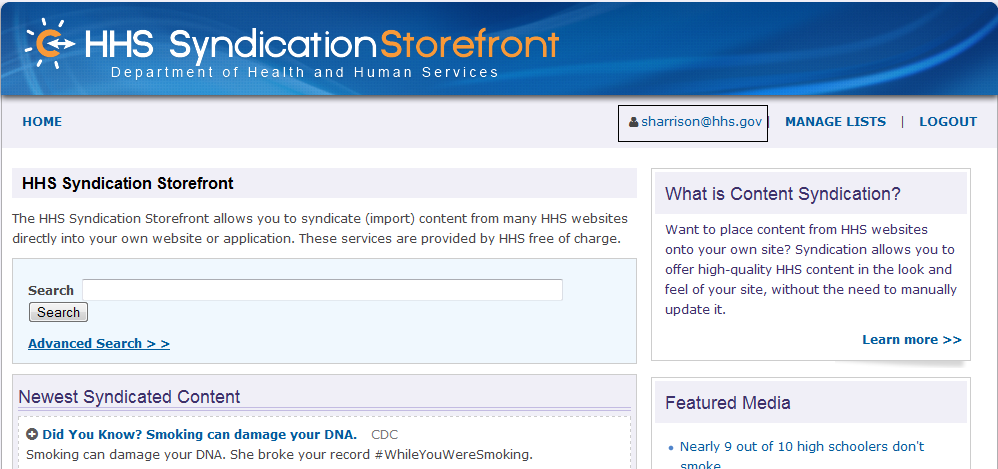 HHS SyndicationStorefront
Department of Health and Human Services
HOME
sharrison@hhs.gov | MANAGE LISTS | LOGOUT
HHS Syndication Storefront
The HHS Syndication Storefront allows you to syndicate (import) content from many HHS websites
directly into your own website or application. These services are provided by HHS free of charge.
Search
Search
Advanced Search > >
Newest Syndicated Content
Did You Know? Smoking can damage your DNA. CDC
Smoking can damage your DNA. She broke your record #WhileYouWereSmoking.
What is Content Syndication?
Want to place content from HHS websites
onto your own site? Syndication allows you to
offer high-quality HHS content in the look and
feel of your site, without the need to manually
update it.
Learn more >>
Featured Media
Nearly 9 out of 10 high schoolers don't
smoke